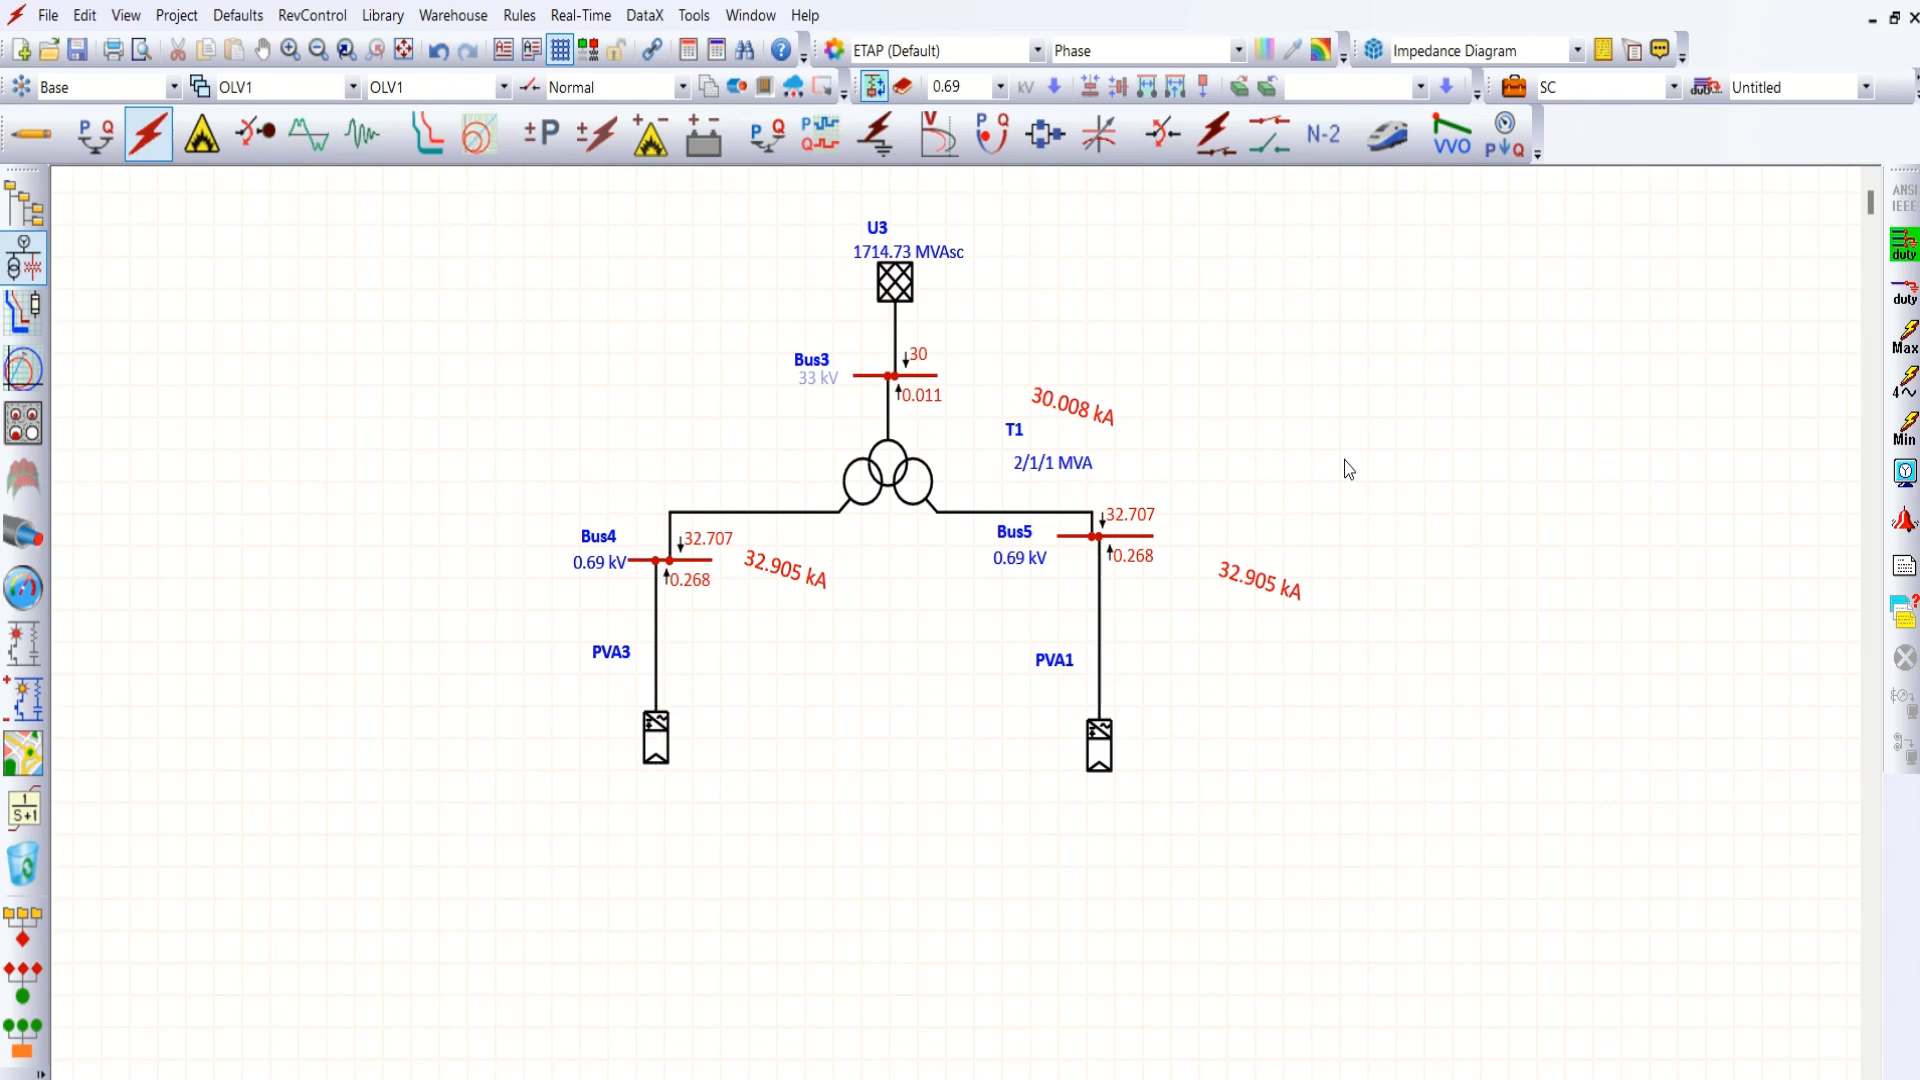 File Edit View Project Defaults RevControl Library Warehouse Rules Real-Time DataX Tools Window Help
ETAP (Default) Phase Impedance Diagram
Base OLV1 OLV1 Normal 0.69 kV SC Untitled
P Q ±P ± P Q P Q V P Q N-2 VVO P Q
ANSI
IEEE
duty
duty
Max
4
Min
1
S+1
U3
1714.73 MVAsc
30
Bus3
33 kV
0.011
30.008 kA
T1
2/1/1 MVA
32.707
Bus4
0.69 kV
32.905 kA
0.268
32.707
Bus5
0.69 kV
0.268
32.905 kA
PVA3
PVA1